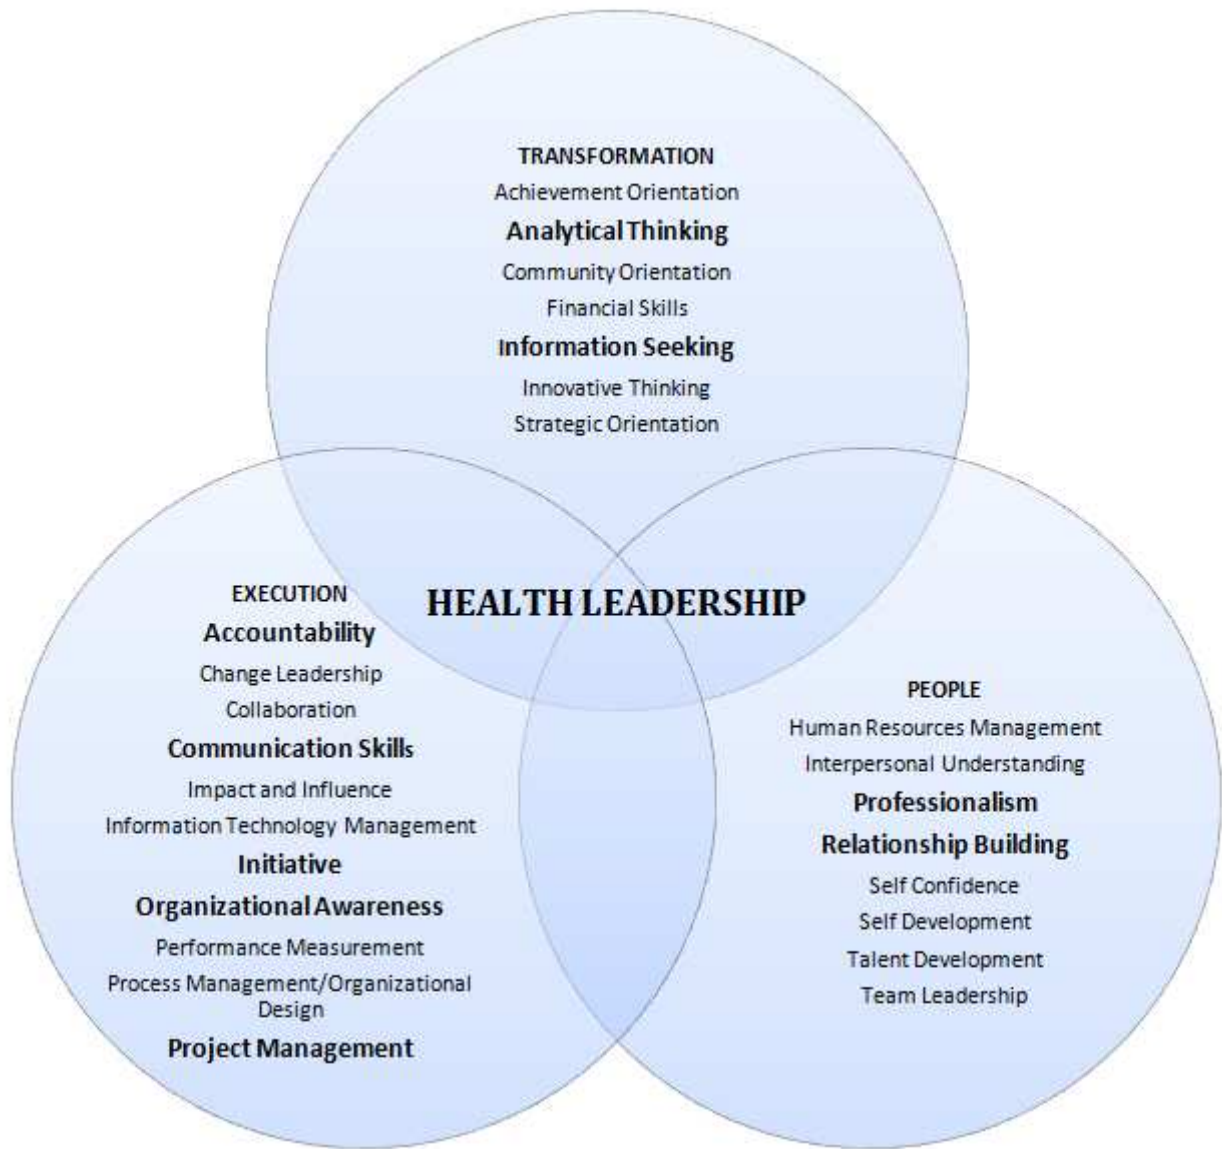 TRANSFORMATION
Achievement Orientation
Analytical Thinking
Community Orientation
Financial Skills
Information Seeking
Innovative Thinking
Strategic Orientation
HEALTH LEADERSHIP
EXECUTION
Accountability
Change Leadership
Collaboration
Communication Skills
Impact and Influence
Information Technology Management
Initiative
Organizational Awareness
Performance Measurement
Process Management/Organizational
Design
Project Management
PEOPLE
Human Resources Management
Interpersonal Understanding
Professionalism
Relationship Building
Self Confidence
Self Development
Talent Development
Team Leadership